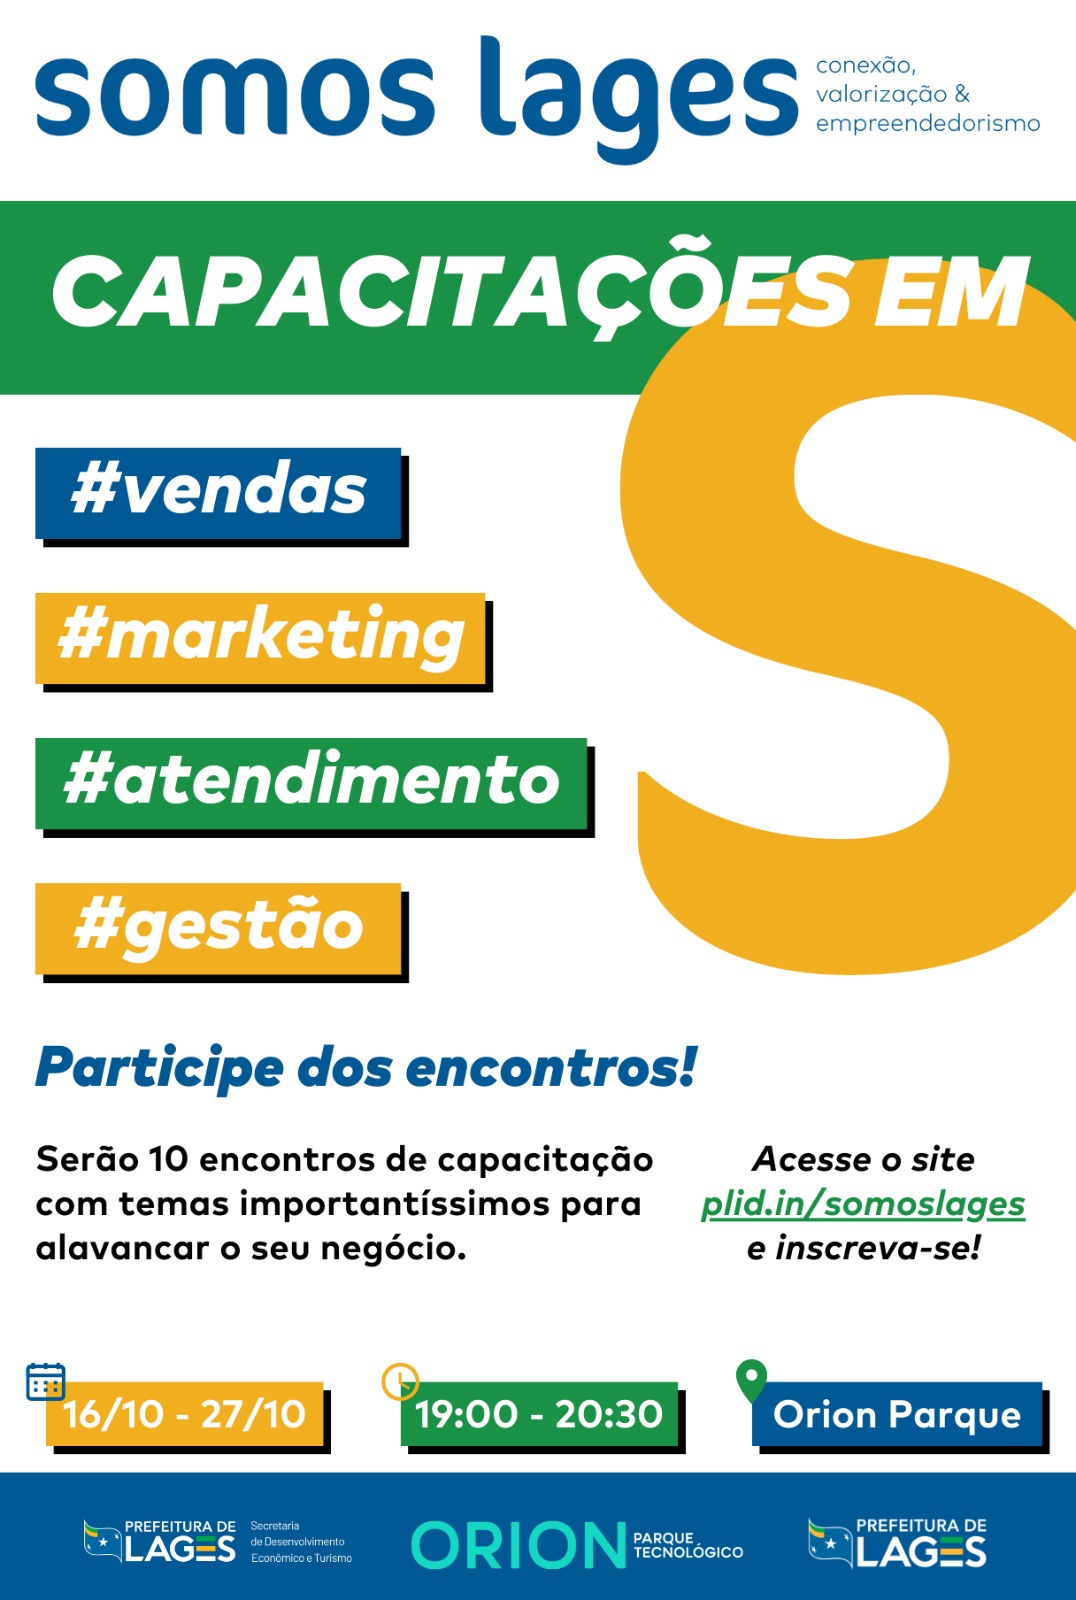 somos lages
conexão,
valorização &
empreendedorismo
CAPACITAÇÕES EM
S
#vendas
#marketing
#atendimento
#gestão
Participe dos encontros!
Serão 10 encontros de capacitação
com temas importantíssimos para
alavancar o seu negócio.
Acesse o site
plid.in/somoslages
e inscreva-se!
16/10 - 27/10
19:00 - 20:30
Orion Parque
PREFEITURA DE
LAGES
Secretaria
de Desenvolvimento
Econômico e Turismo
ORION
PARQUE
TECNOLÓGICO
PREFEITURA DE
LAGES